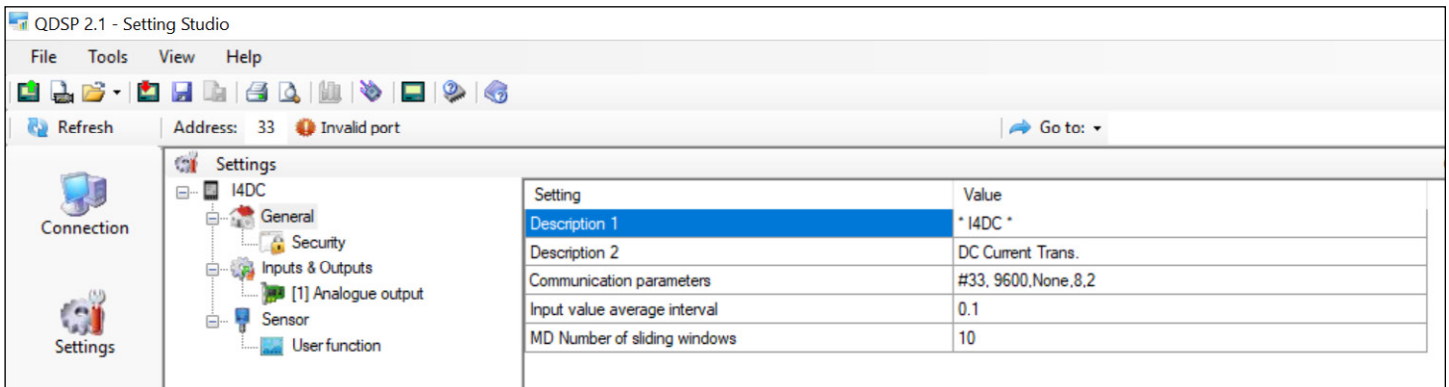 QDSP 2.1 - Setting Studio
File Tools View Help
Refresh Address: 33 Invalid port Go to:
Settings
Connection
Settings
I4DC
General
Security
Inputs & Outputs
[1] Analogue output
Sensor
User function
Setting Value
Description 1 * I4DC *
Description 2 DC Current Trans.
Communication parameters #33, 9600,None,8,2
Input value average interval 0.1
MD Number of sliding windows 10